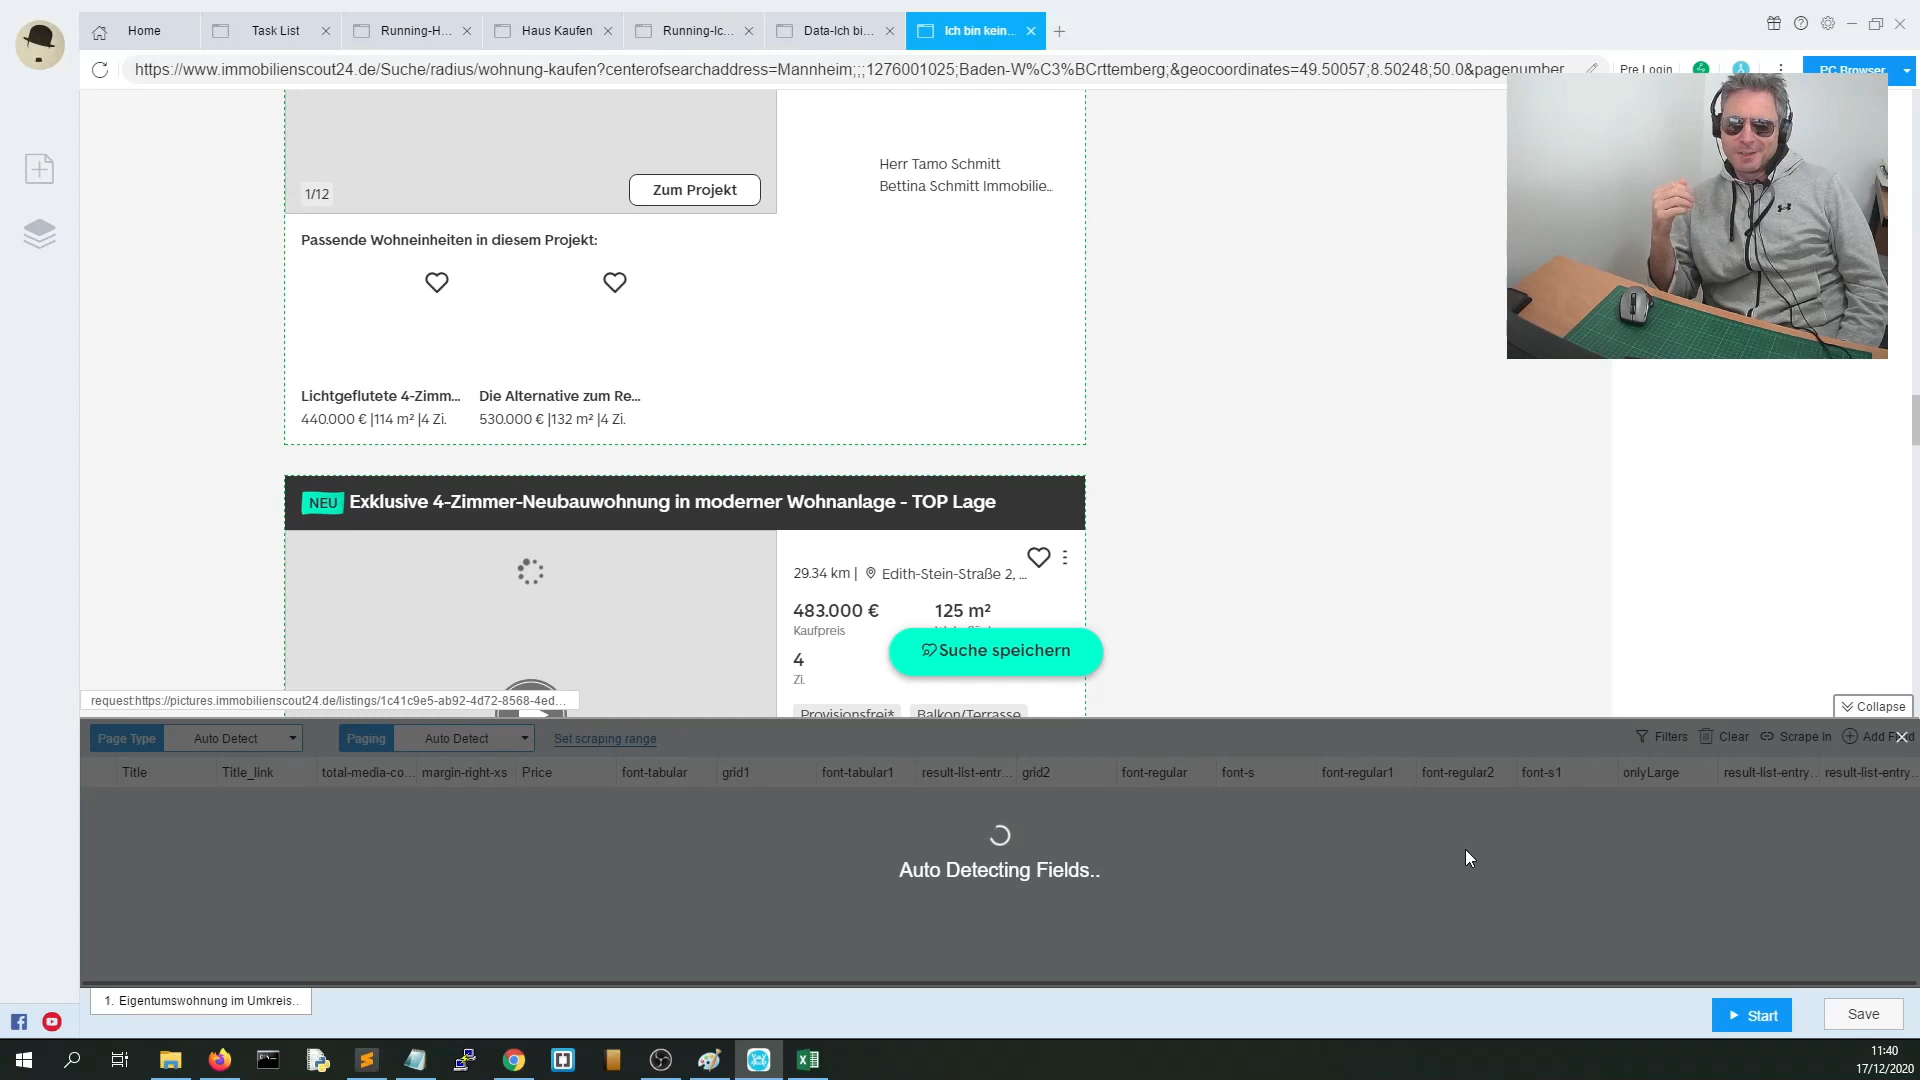 Home
Task List
Running-H...
Haus Kaufen
Running-Ic...
Data-Ich bi...
Ich bin kein...
https://www.immobilienscout24.de/Suche/radius/wohnung-kaufen?centerofsearchaddress=Mannheim;;;1276001025;Baden-W%C3%BCrttemberg;&geocoordinates=49.50057;8.50248;50.0&pagenumber
Pre Login
PC Browser
Herr Tamo Schmitt
Bettina Schmitt Immobilie...
1/12
Zum Projekt
Passende Wohneinheiten in diesem Projekt:
Lichtgeflutete 4-Zimm...
440.000 € |114 m² |4 Zi.
Die Alternative zum Re...
530.000 € |132 m² |4 Zi.
NEU Exklusive 4-Zimmer-Neubauwohnung in moderner Wohnanlage - TOP Lage
29.34 km | Edith-Stein-Straße 2, ...
483.000 €
Kaufpreis
125 m²
4
Zi.
Suche speichern
Provisionsfrei*
Balkon/Terrasse
request:https://pictures.immobilienscout24.de/listings/1c41c9e5-ab92-4d72-8568-4ed...
Collapse
Page Type
Auto Detect
Paging
Auto Detect
Set scraping range
Filters
Clear
Scrape In
Add
Title
Title_link
total-media-co...
margin-right-xs
Price
font-tabular
grid1
font-tabular1
result-list-entr...
grid2
font-regular
font-s
font-regular1
font-regular2
font-s1
onlyLarge
result-list-entry...
result-list-entry...
Auto Detecting Fields..
1. Eigentumswohnung im Umkreis..
Start
Save
11:40
17/12/2020